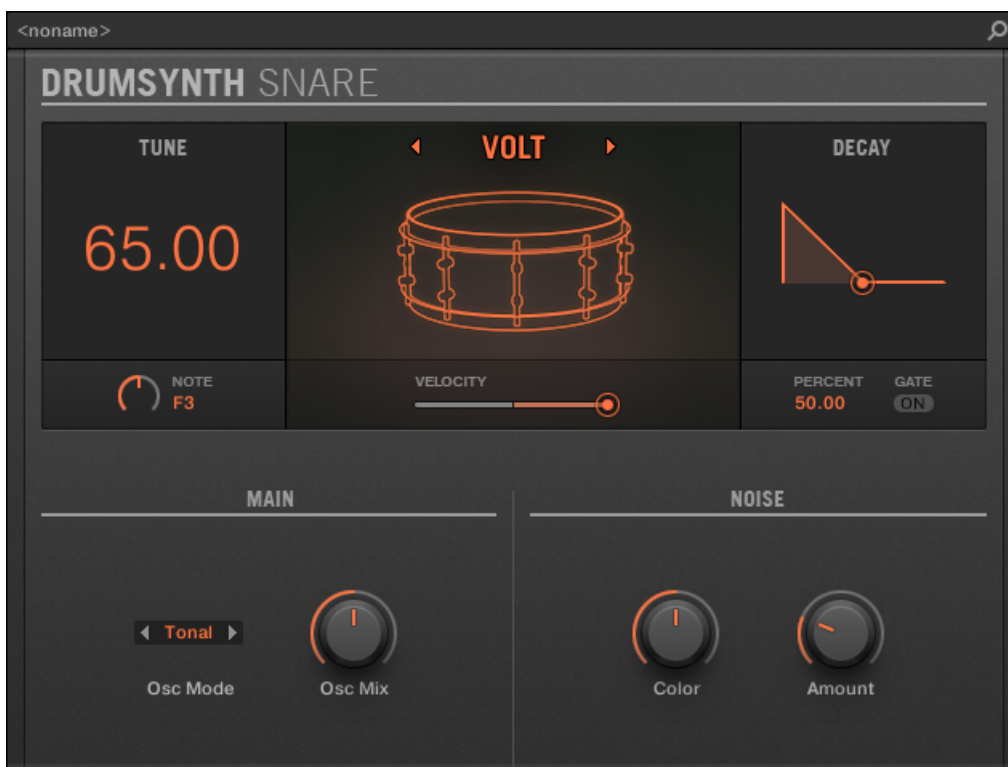 <noname>
DRUMSYNTH SNARE
TUNE
VOLT
DECAY
65.00
NOTE
F3
VELOCITY
PERCENT
50.00
GATE
ON
MAIN
NOISE
Tonal
Osc Mode
Osc Mix
Color
Amount